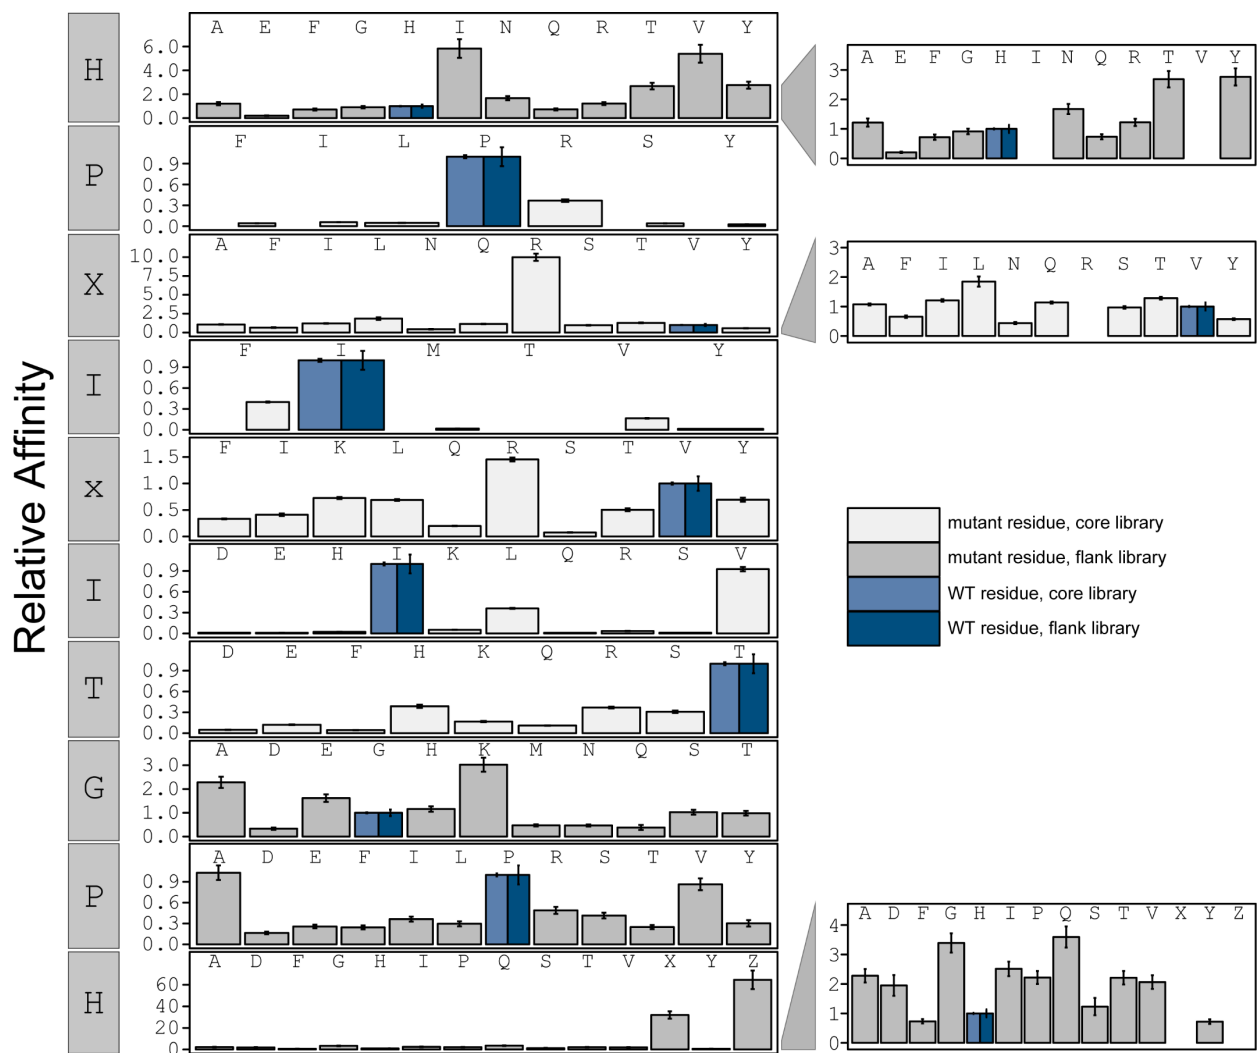 Relative Affinity
H
6.0
4.0
2.0
0.0
A E F G H I N Q R T V Y
3
2
1
0
A E F G H I N Q R T V Y
P
0.9
0.6
0.3
0.0
F I L P R S Y
X
10.0
7.5
5.0
2.5
0.0
A F I L N Q R S T V Y
3
2
1
0
A F I L N Q R S T V Y
I
0.9
0.6
0.3
0.0
F I M T V Y
x
1.5
1.0
0.5
0.0
F I K L Q R S T V Y
I
0.9
0.6
0.3
0.0
D E H I K L Q R S V
T
0.9
0.6
0.3
0.0
D E F H K Q R S T
G
3.0
2.0
1.0
0.0
A D E G H K M N Q S T
P
0.9
0.6
0.3
0.0
A D E F I L P R S T V Y
H
60
40
20
0
A D F G H I P Q S T V X Y Z
4
3
2
1
0
A D F G H I P Q S T V X Y Z
mutant residue, core library
mutant residue, flank library
WT residue, core library
WT residue, flank library